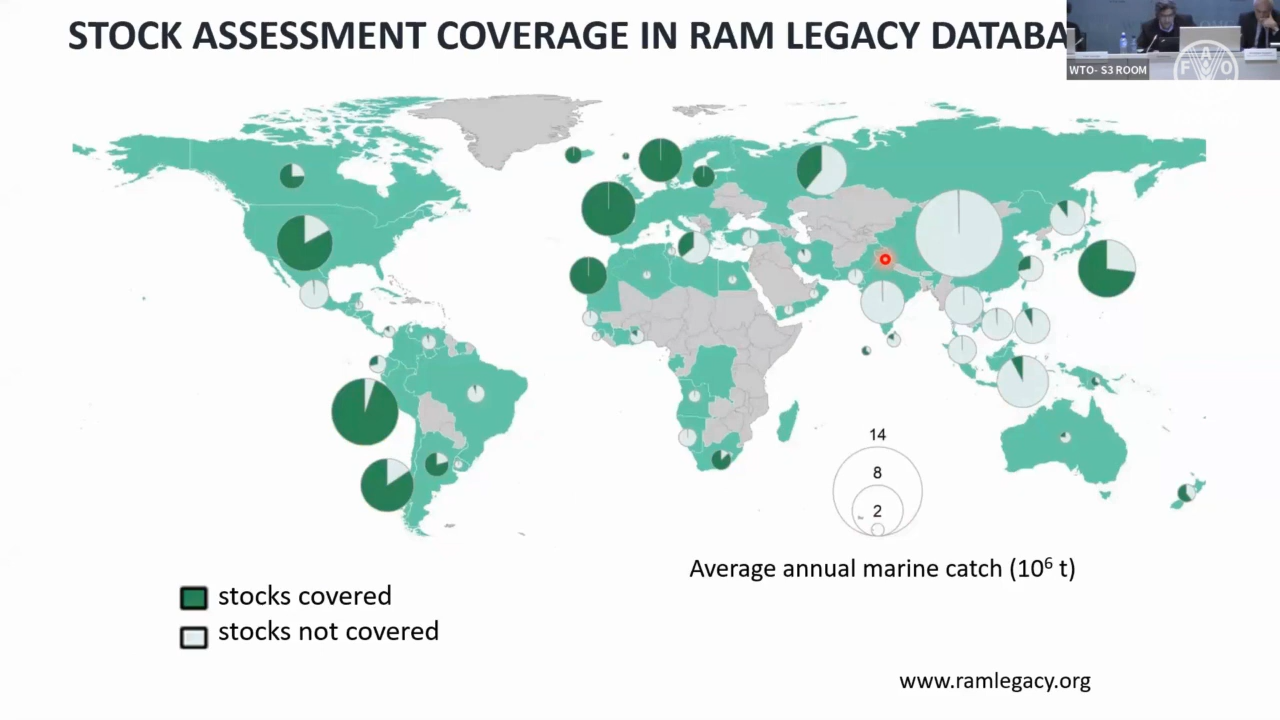 STOCK ASSESSMENT COVERAGE IN RAM LEGACY DATABA
WTO- S3 ROOM
F A O
14
8
2
Average annual marine catch (10⁶ t)
stocks covered
stocks not covered
www.ramlegacy.org